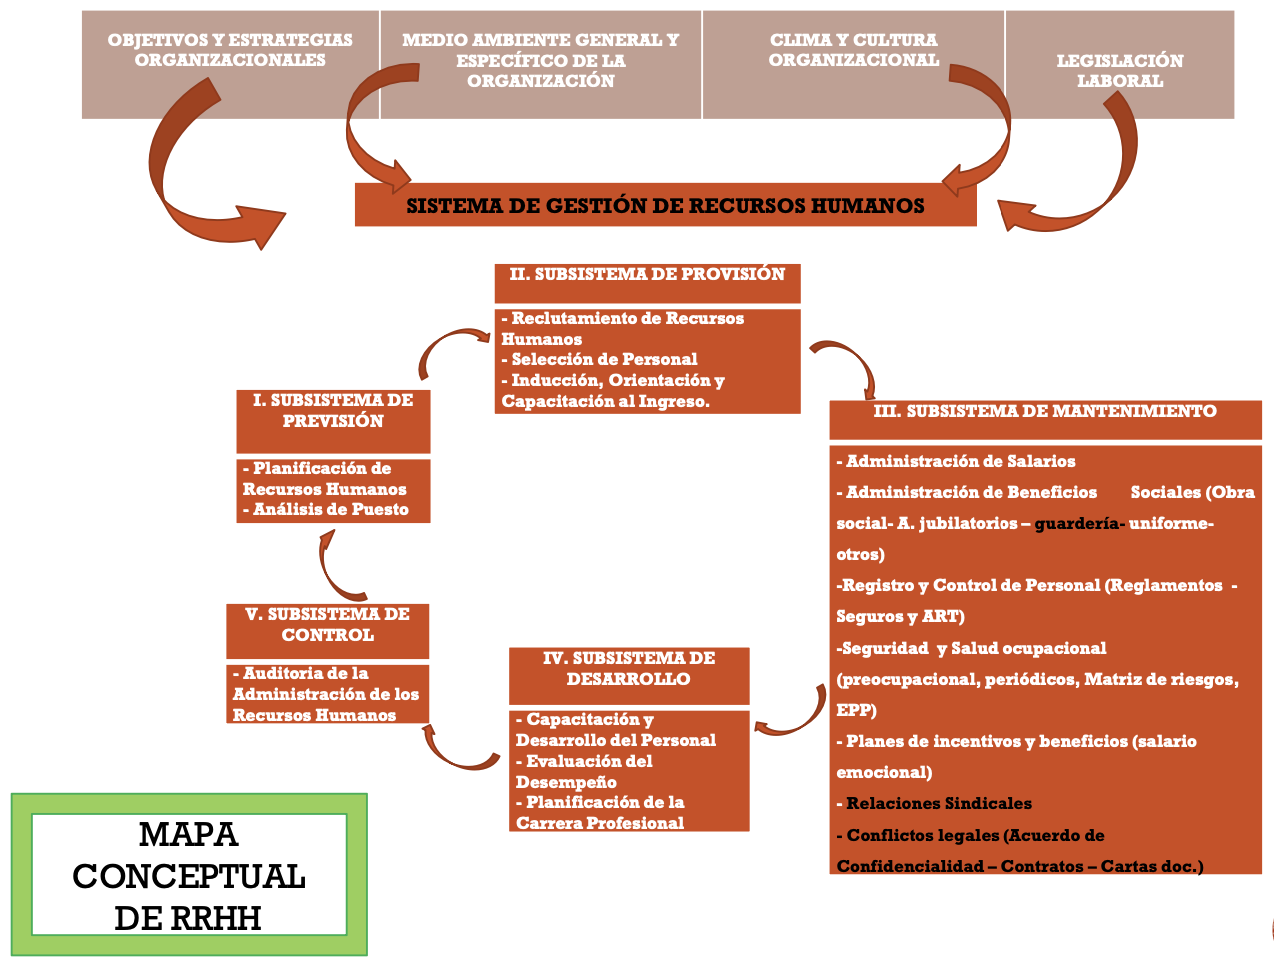 OBJETIVOS Y ESTRATEGIAS
ORGANIZACIONALES
MEDIO AMBIENTE GENERAL Y
ESPECÍFICO DE LA
ORGANIZACIÓN
CLIMA Y CULTURA
ORGANIZACIONAL
LEGISLACIÓN
LABORAL
SISTEMA DE GESTIÓN DE RECURSOS HUMANOS
II. SUBSISTEMA DE PROVISIÓN
- Reclutamiento de Recursos
Humanos
- Selección de Personal
- Inducción, Orientación y
Capacitación al Ingreso.
I. SUBSISTEMA DE
PREVISIÓN
- Planificación de
Recursos Humanos
- Análisis de Puesto
III. SUBSISTEMA DE MANTENIMIENTO
- Administración de Salarios
- Administración de Beneficios Sociales (Obra
social- A. jubilatorios – guardería- uniforme-
otros)
-Registro y Control de Personal (Reglamentos -
Seguros y ART)
-Seguridad y Salud ocupacional
(preocupacional, periódicos, Matriz de riesgos,
EPP)
- Planes de incentivos y beneficios (salario
emocional)
- Relaciones Sindicales
- Conflictos legales (Acuerdo de
Confidencialidad – Contratos – Cartas doc.)
V. SUBSISTEMA DE
CONTROL
- Auditoria de la
Administración de los
Recursos Humanos
IV. SUBSISTEMA DE
DESARROLLO
- Capacitación y
Desarrollo del Personal
- Evaluación del
Desempeño
- Planificación de la
Carrera Profesional
MAPA
CONCEPTUAL
DE RRHH